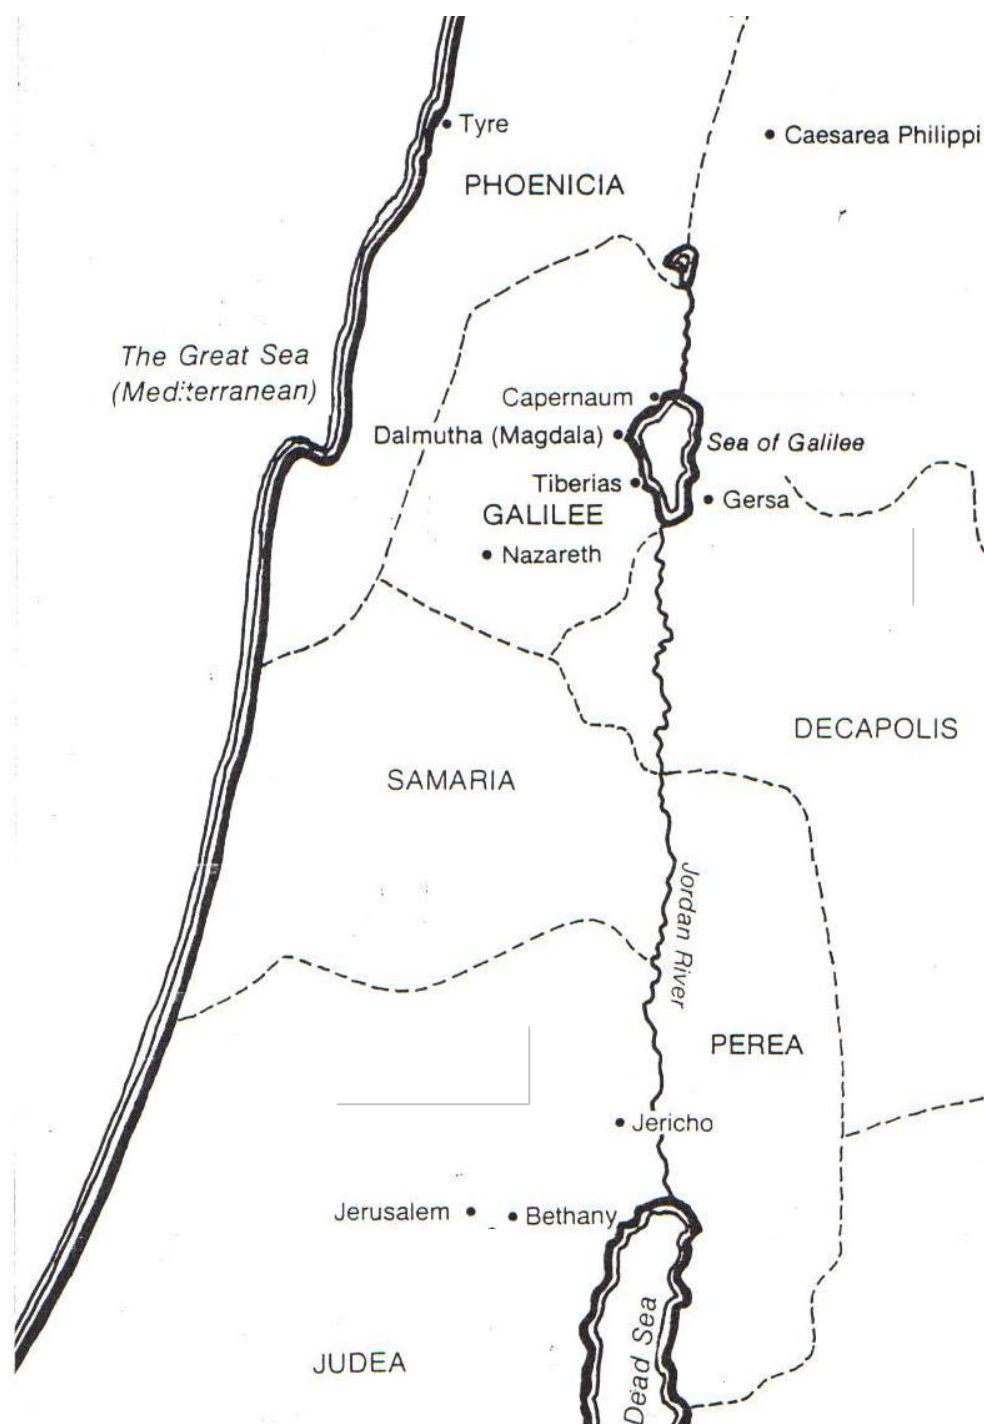 Tyre
Caesarea Philippi
PHOENICIA
The Great Sea
(Mediterranean)
Capernaum
Dalmutha (Magdala)
Sea of Galilee
Tiberias
Gersa
GALILEE
Nazareth
DECAPOLIS
SAMARIA
Jordan River
PEREA
Jericho
Jerusalem
Bethany
Dead Sea
JUDEA